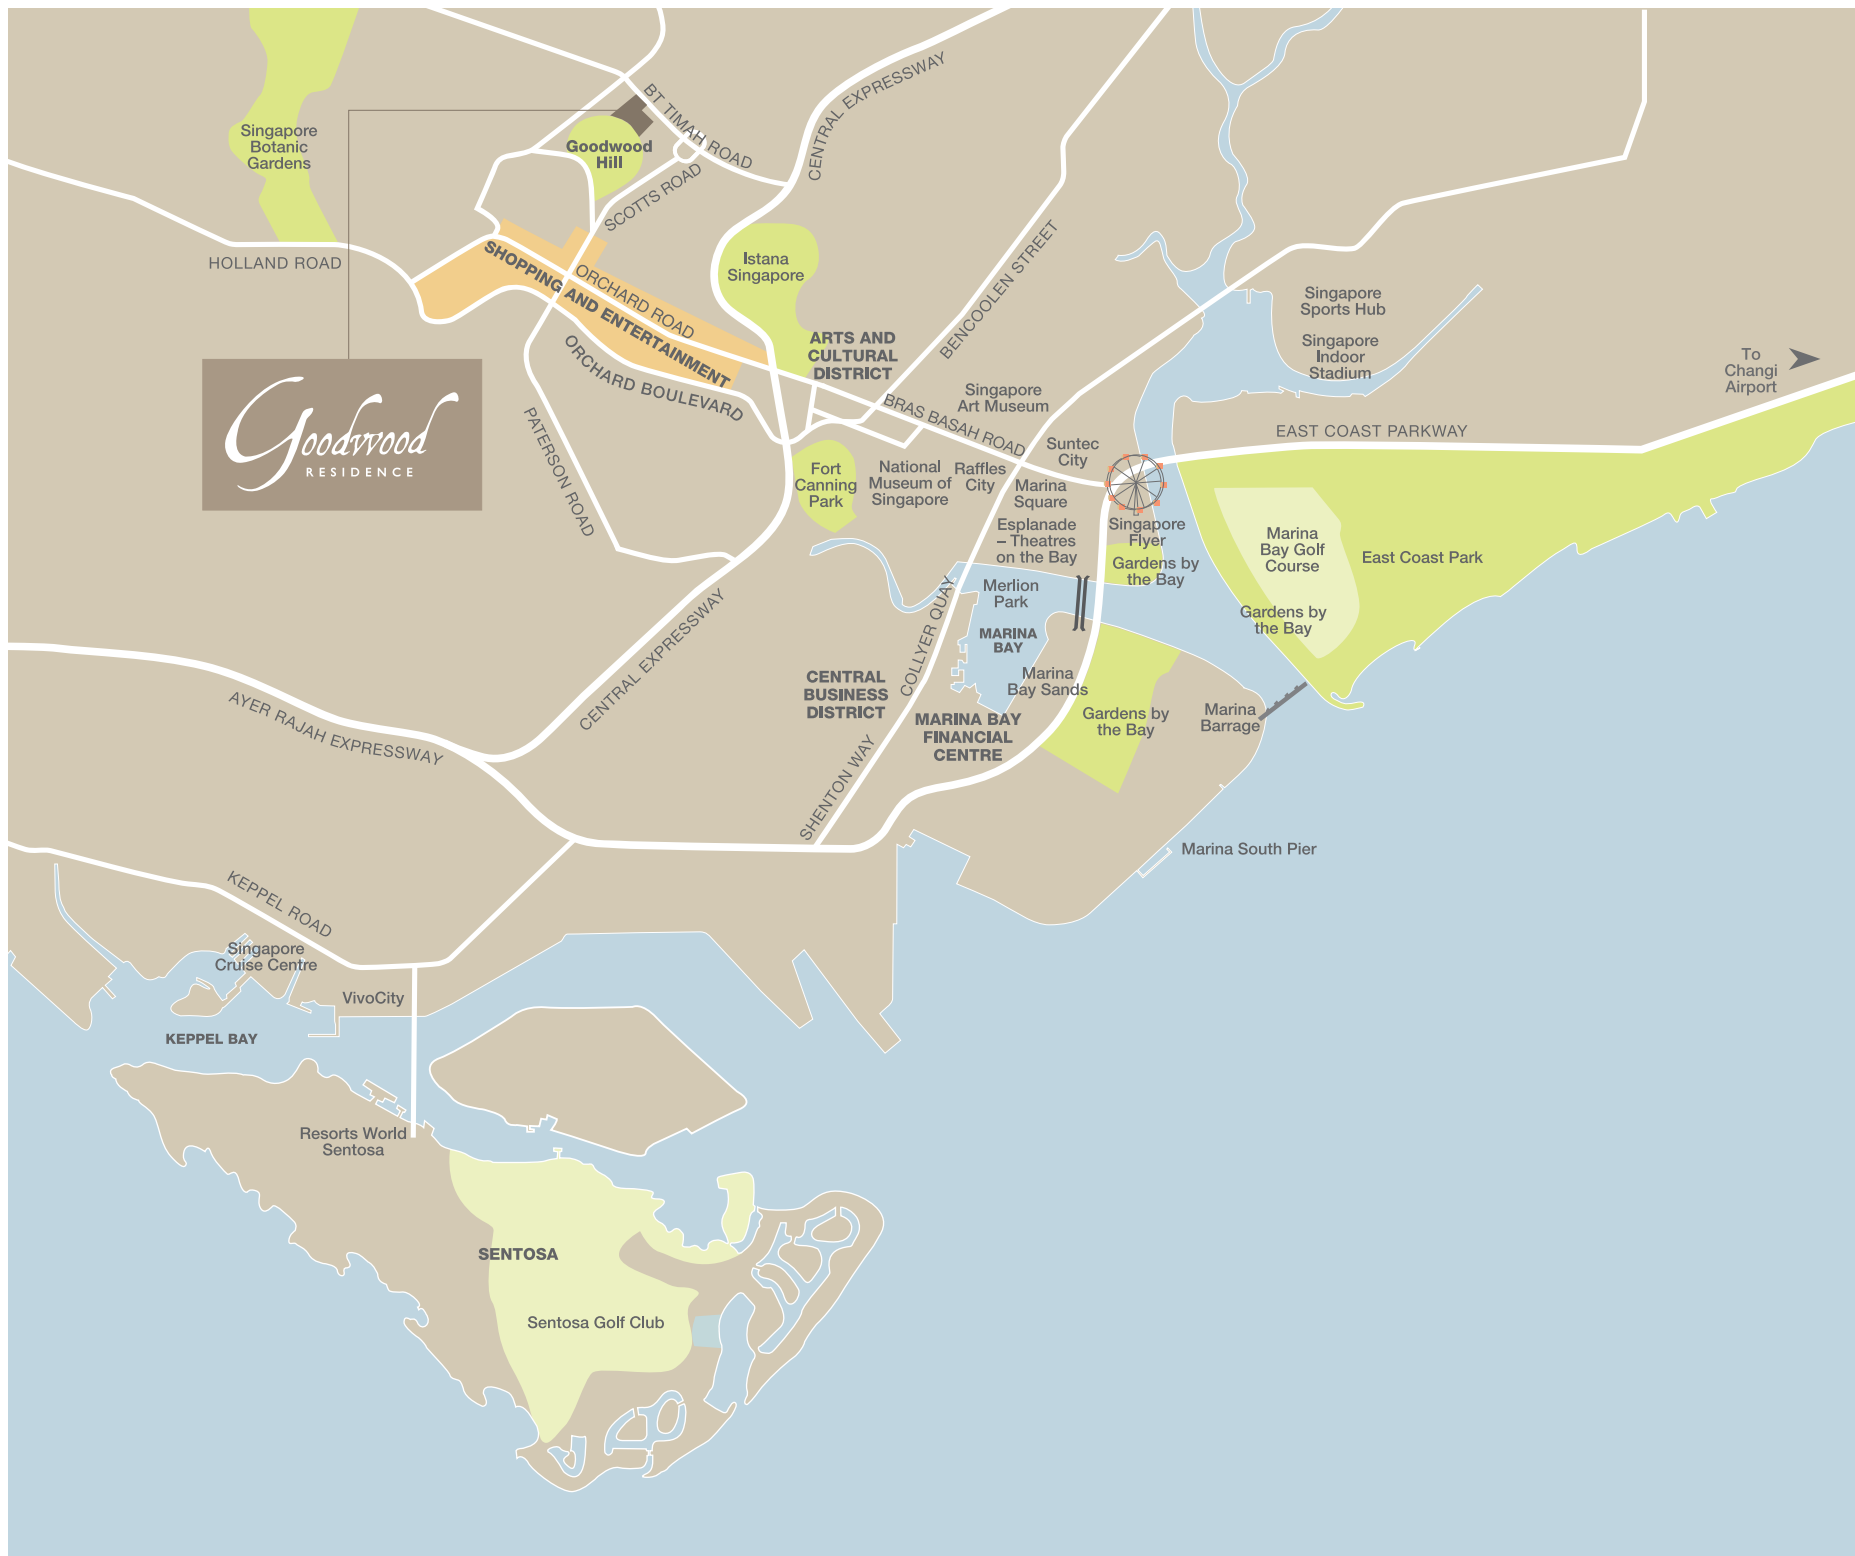 BT TIMAH ROAD
CENTRAL EXPRESSWAY
Singapore
Botanic
Gardens
Goodwood
Hill
SCOTTS ROAD
HOLLAND ROAD
SHOPPING AND ENTERTAINMENT
ORCHARD ROAD
Istana
Singapore
BENCOOLEN STREET
Singapore
Sports Hub
Singapore
Indoor
Stadium
To
Changi
Airport
ARTS AND
CULTURAL
DISTRICT
ORCHARD BOULEVARD
Goodwood
RESIDENCE
PATERSON ROAD
Singapore
Art Museum
BRAS BASAH ROAD
Suntec
City
EAST COAST PARKWAY
Fort
Canning
Park
National
Museum of
Singapore
Raffles
City
Marina
Square
Esplanade
– Theatres
on the Bay
Singapore
Flyer
Gardens by
the Bay
Marina
Bay Golf
Course
East Coast Park
Gardens by
the Bay
Merlion
Park
MARINA
BAY
COLLYER QUAY
CENTRAL EXPRESSWAY
CENTRAL
BUSINESS
DISTRICT
Marina
Bay Sands
MARINA BAY
FINANCIAL
CENTRE
Gardens by
the Bay
Marina
Barrage
AYER RAJAH EXPRESSWAY
SHENTON WAY
Marina South Pier
KEPPEL ROAD
Singapore
Cruise Centre
VivoCity
KEPPEL BAY
Resorts World
Sentosa
SENTOSA
Sentosa Golf Club